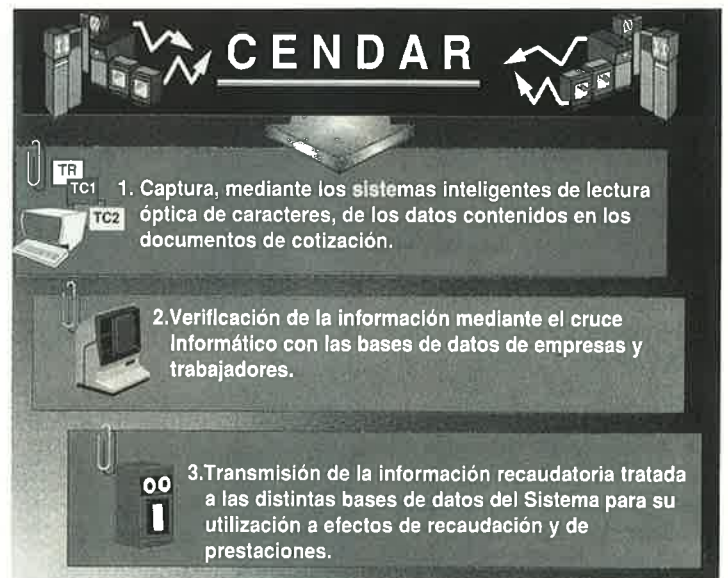 CENDAR
TR
TC1
TC2
1. Captura, mediante los sistemas inteligentes de lectura
óptica de caracteres, de los datos contenidos en los
documentos de cotización.
2.Verificación de la información mediante el cruce
Informático con las bases de datos de empresas y
trabajadores.
3.Transmisión de la información recaudatoria tratada
a las distintas bases de datos del Sistema para su
utilización a efectos de recaudación y de
prestaciones.